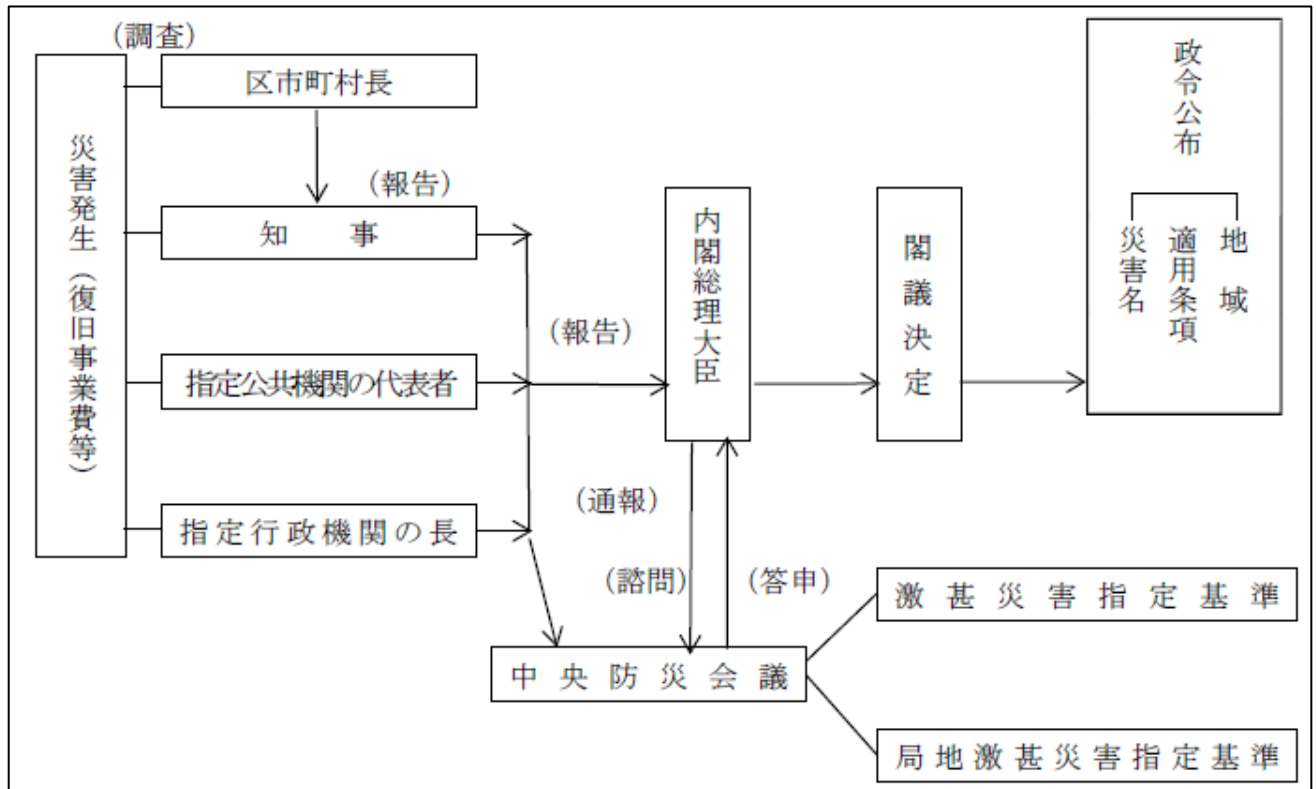 (調査)
区市町村長
災害発生(復旧事業費等)
(報告)
知 事
指定公共機関の代表者
指定行政機関の長
(報告)
内閣総理大臣
閣議決定
政令公布
災害名
適用条項
地域
(通報)
(諮問)
(答申)
中央防災会議
激甚災害指定基準
局地激甚災害指定基準